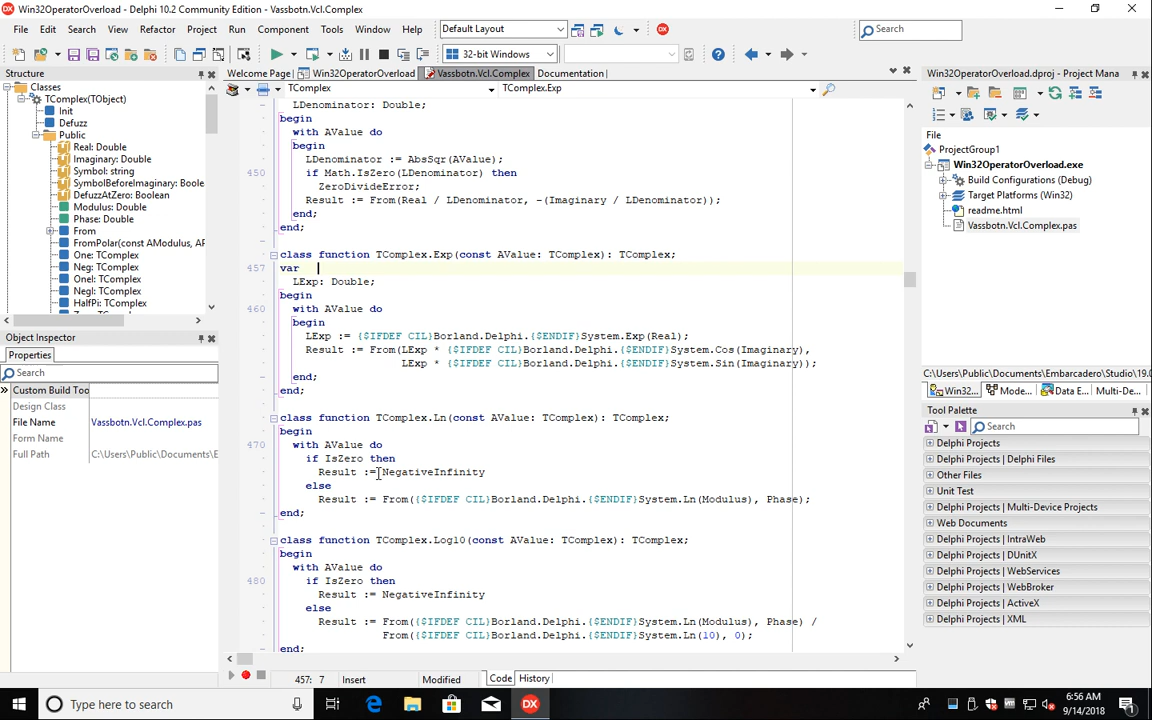 Win32OperatorOverload - Delphi 10.2 Community Edition - Vassbotn.Vcl.Complex
File Edit Search View Refactor Project Run Component Tools Window Help
Default Layout
DX
Search
32-bit Windows
Structure
Classes
TComplex(TObject)
Init
Defuzz
Public
Real: Double
Imaginary: Double
Symbol: string
SymbolBeforeImaginary: Boole
DefuzzAtZero: Boolean
Modulus: Double
Phase: Double
From
FromPolar(const AModulus, AF
One: TComplex
Neg: TComplex
OneI: TComplex
NegI: TComplex
HalfPi: TComplex
Object Inspector
Properties
Search
Custom Build Too
Design Class
File Name Vassbotn.Vcl.Complex.pas
Form Name
Full Path C:\Users\Public\Documents\E
Welcome Page Win32OperatorOverload Vassbotn.Vcl.Complex Documentation
TComplex TComplex.Exp
LDenominator: Double;
begin
with AValue do
begin
LDenominator := AbsSqr(AValue);
450 if Math.IsZero(LDenominator) then
ZeroDivideError;
Result := From(Real / LDenominator, -(Imaginary / LDenominator));
end;
end;
class function TComplex.Exp(const AValue: TComplex): TComplex;
457 var
LExp: Double;
begin
460 with AValue do
begin
LExp := {$IFDEF CIL}Borland.Delphi.{$ENDIF}System.Exp(Real);
Result := From(LExp * {$IFDEF CIL}Borland.Delphi.{$ENDIF}System.Cos(Imaginary),
LExp * {$IFDEF CIL}Borland.Delphi.{$ENDIF}System.Sin(Imaginary));
end;
end;
class function TComplex.Ln(const AValue: TComplex): TComplex;
begin
470 with AValue do
if IsZero then
Result := NegativeInfinity
else
Result := From({$IFDEF CIL}Borland.Delphi.{$ENDIF}System.Ln(Modulus), Phase);
end;
class function TComplex.Log10(const AValue: TComplex): TComplex;
begin
with AValue do
480 if IsZero then
Result := NegativeInfinity
else
Result := From({$IFDEF CIL}Borland.Delphi.{$ENDIF}System.Ln(Modulus), Phase) /
From({$IFDEF CIL}Borland.Delphi.{$ENDIF}System.Ln(10), 0);
end;
457: 7 Insert Modified Code History
Win32OperatorOverload.dproj - Project Mana
File
ProjectGroup1
Win32OperatorOverload.exe
Build Configurations (Debug)
Target Platforms (Win32)
readme.html
Vassbotn.Vcl.Complex.pas
C:\Users\Public\Documents\Embarcadero\Studio\19.0
Win32... Mode... Data E... Multi-De...
Tool Palette
Search
Delphi Projects
Delphi Projects | Delphi Files
Other Files
Unit Test
Delphi Projects | Multi-Device Projects
Web Documents
Delphi Projects | IntraWeb
Delphi Projects | DUnitX
Delphi Projects | WebServices
Delphi Projects | WebBroker
Delphi Projects | ActiveX
Delphi Projects | XML
Type here to search
DX
6:56 AM
9/14/2018
1